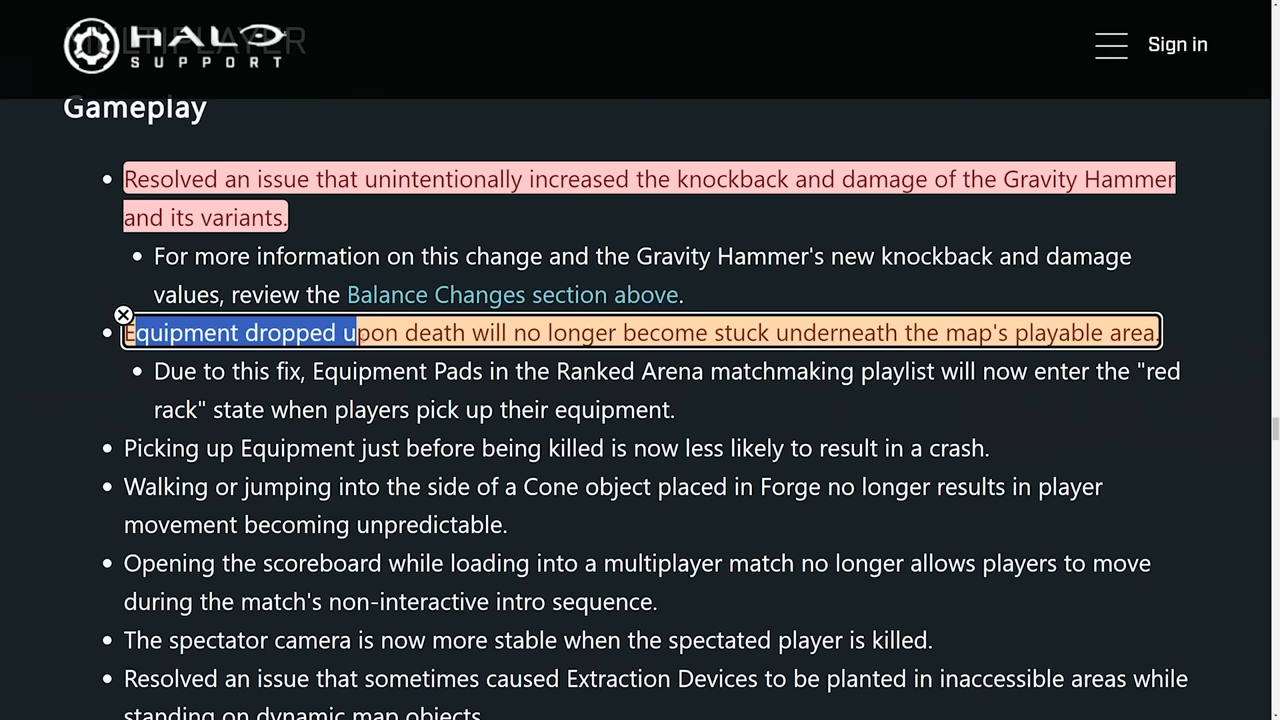 MULTIPLAYER
HALO
SUPPORT
Sign in
Gameplay
Resolved an issue that unintentionally increased the knockback and damage of the Gravity Hammer
and its variants.
For more information on this change and the Gravity Hammer's new knockback and damage
values, review the Balance Changes section above.
Equipment dropped upon death will no longer become stuck underneath the map's playable area.
Due to this fix, Equipment Pads in the Ranked Arena matchmaking playlist will now enter the "red
rack" state when players pick up their equipment.
Picking up Equipment just before being killed is now less likely to result in a crash.
Walking or jumping into the side of a Cone object placed in Forge no longer results in player
movement becoming unpredictable.
Opening the scoreboard while loading into a multiplayer match no longer allows players to move
during the match's non-interactive intro sequence.
The spectator camera is now more stable when the spectated player is killed.
Resolved an issue that sometimes caused Extraction Devices to be planted in inaccessible areas while
standing on dynamic map objects.